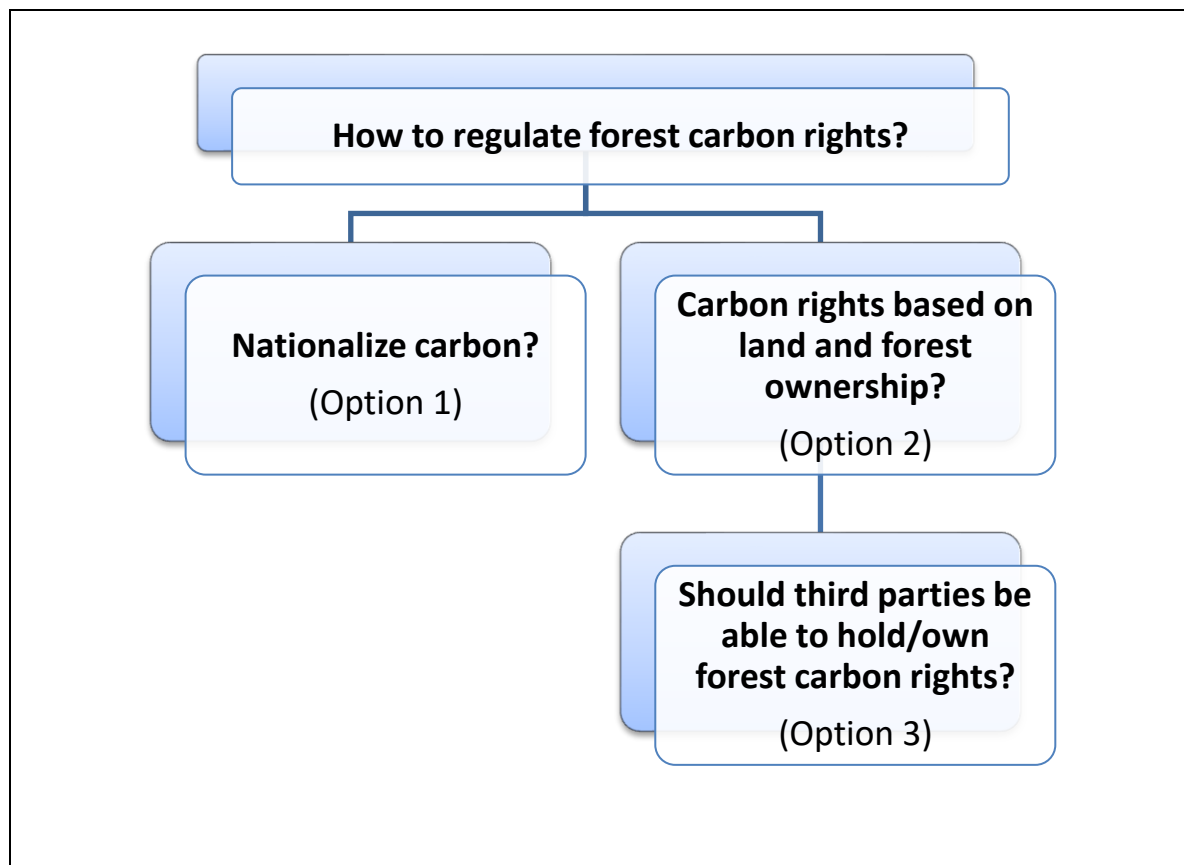 How to regulate forest carbon rights?
Nationalize carbon?
(Option 1)
Carbon rights based on
land and forest
ownership?
(Option 2)
Should third parties be
able to hold/own
forest carbon rights?
(Option 3)